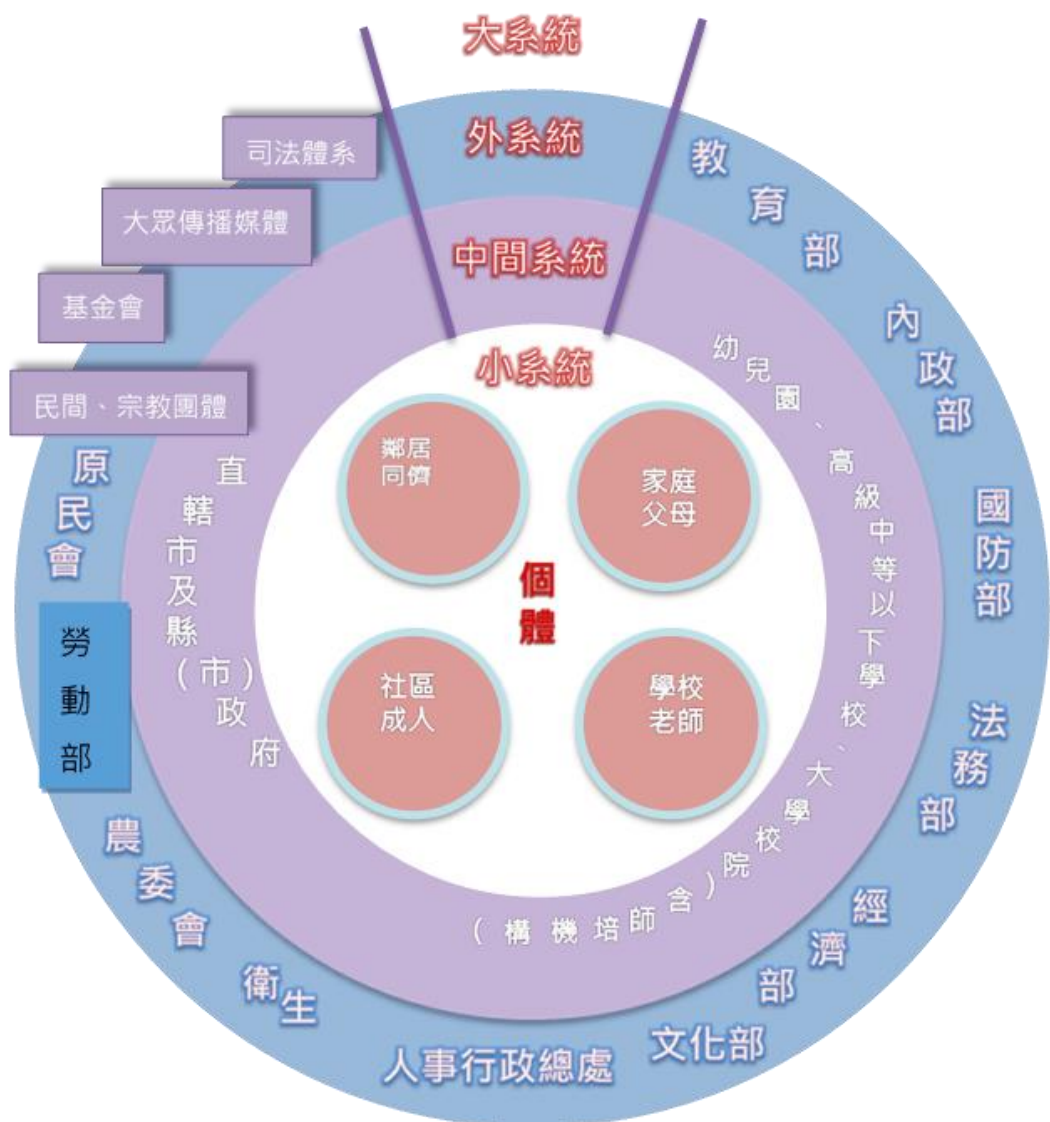 大系統
外系統
中間系統
小系統
司法體系
大眾傳播媒體
基金會
民間、宗教團體
教育部
內政部
國防部
法務部
經濟部
文化部
人事行政總處
衛生
農委會
勞動部
原民會
直轄市及縣(市)政府
幼兒園、高級中等以下學校、大學校院(含師培機構)
鄰居
同儕
家庭
父母
個體
社區
成人
學校
老師